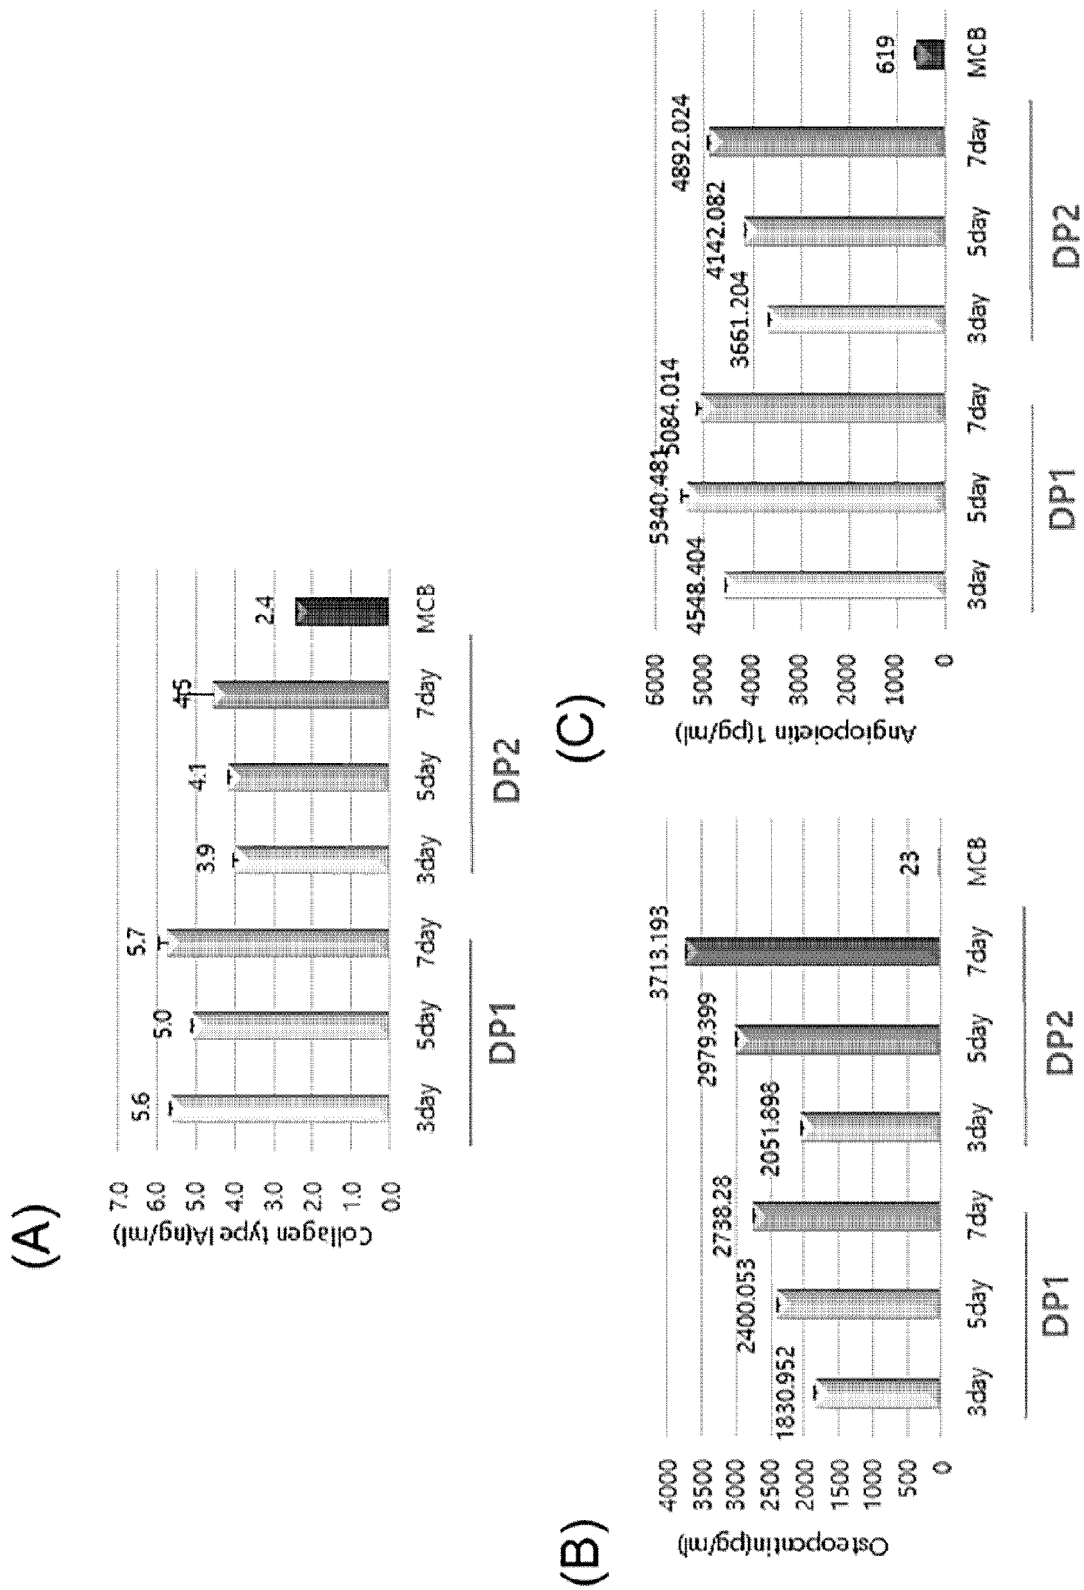 (A)
Collagen type IA(ng/ml)
7.0
6.0
5.0
4.0
3.0
2.0
1.0
0.0
5.6
5.0
5.7
3.9
4.1
4.5
2.4
3day
5day
7day
3day
5day
7day
MCB
DP1
DP2
(B)
Osteopontin(pg/ml)
4000
3500
3000
2500
2000
1500
1000
500
0
1830.952
2400.053
2738.28
2051.898
2979.399
3713.193
23
3day
5day
7day
3day
5day
7day
MCB
DP1
DP2
(C)
Angiopoietin 1(pg/ml)
6000
5000
4000
3000
2000
1000
0
4548.404
5340.481
5084.014
3661.204
4142.082
4892.024
619
3day
5day
7day
3day
5day
7day
MCB
DP1
DP2